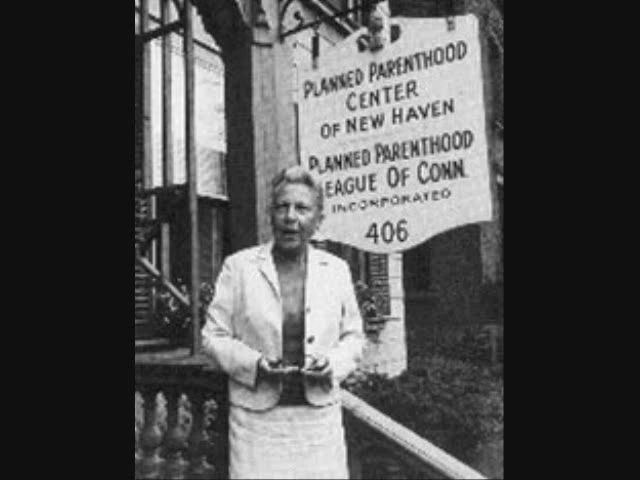 PLANNED PARENTHOOD
CENTER
OF NEW HAVEN
PLANNED PARENTHOOD
LEAGUE OF CONN.
INCORPORATED
406